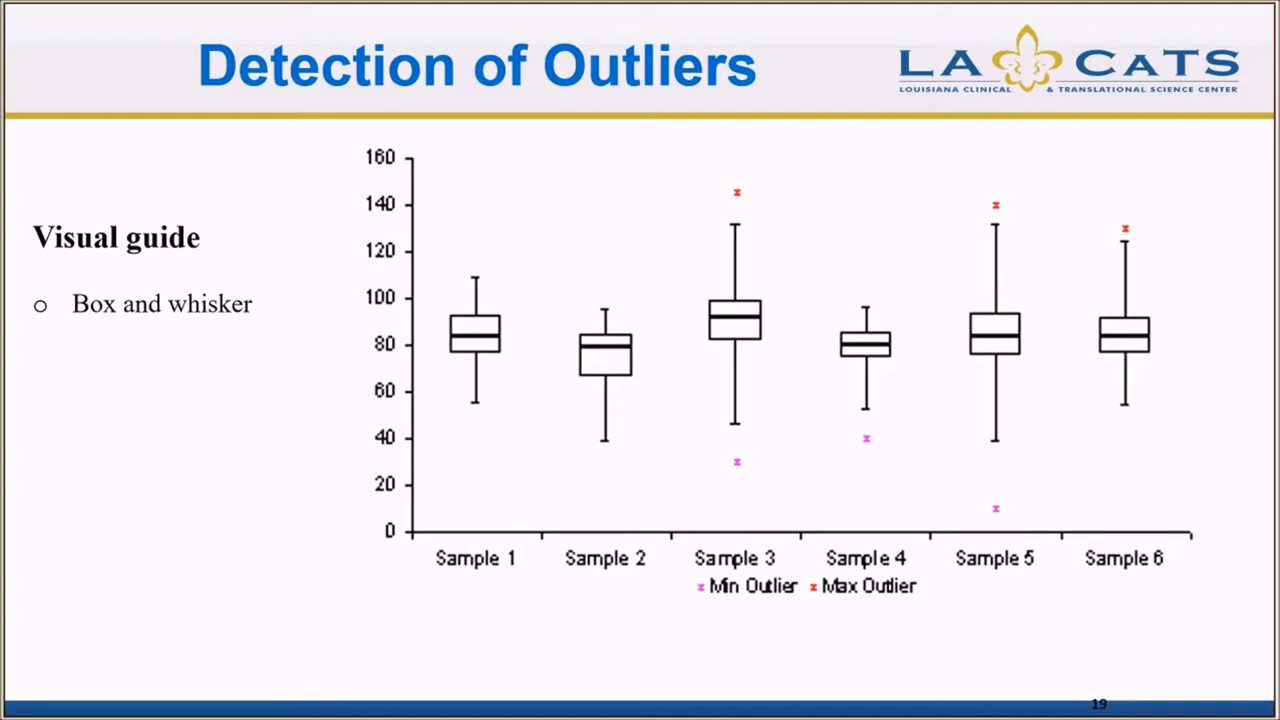 Detection of Outliers
LA CATS
LOUISIANA CLINICAL & TRANSLATIONAL SCIENCE CENTER
Visual guide
o Box and whisker
160
140
120
100
80
60
40
20
0
Sample 1 Sample 2 Sample 3 Sample 4 Sample 5 Sample 6
Min Outlier Max Outlier
19